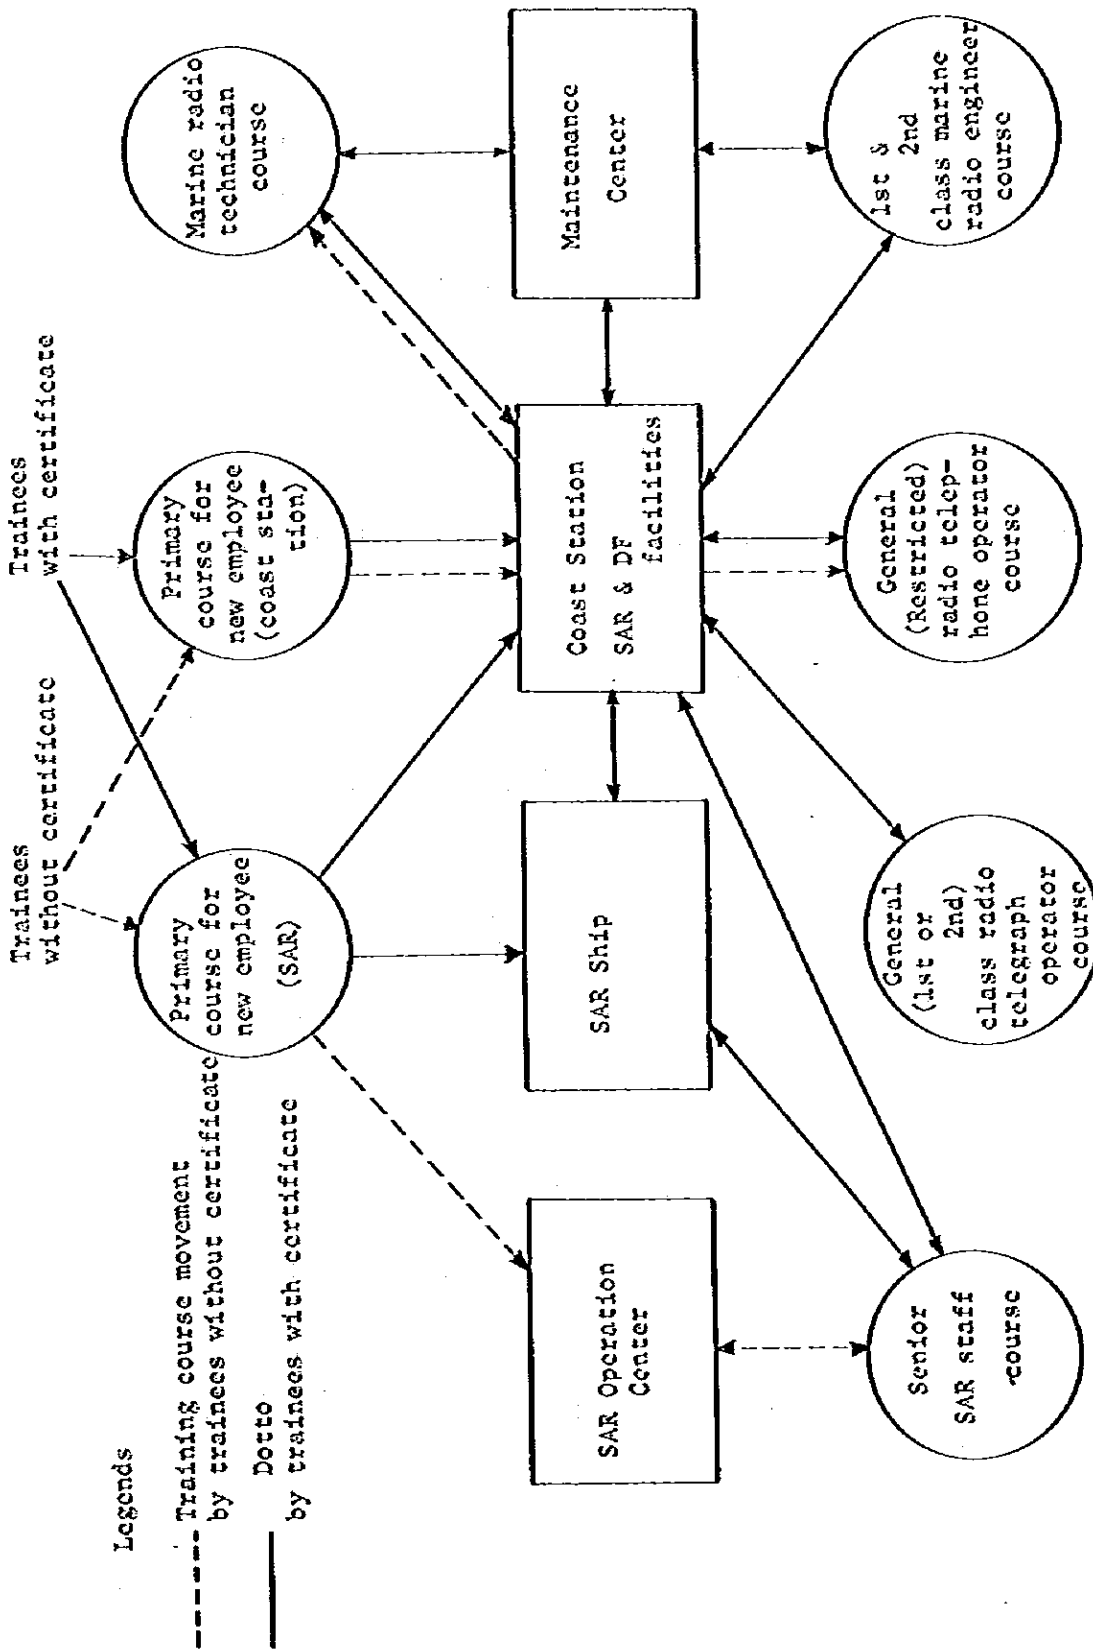 Legends
Training course movement
by trainees without certificate
Dotto
by trainees with certificate
Trainees
without certificate
Trainees
with certificate
Primary
course for
new employee
(SAR)
Primary
course for
new employee
(coast sta-
tion)
Marine radio
technician
course
SAR Operation
Center
SAR Ship
Coast Station
SAR & DF
facilities
Maintenance
Center
Senior
SAR staff
course
General
(1st or
2nd)
class radio
telegraph
operator
course
General
(Restricted)
radio telep-
hone operator
course
1st &
2nd
class marine
radio engineer
course